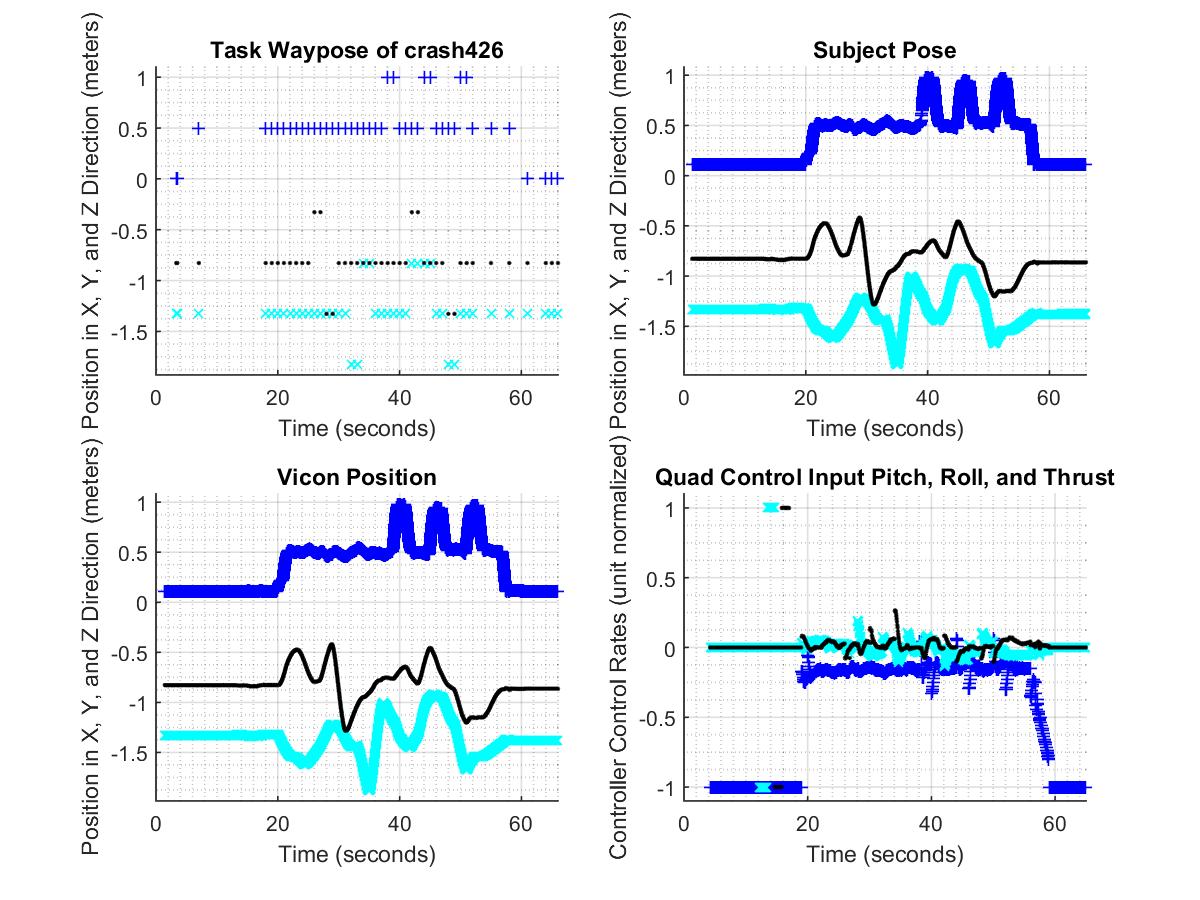 Task Waypose of crash426
Position in X, Y, and Z Direction (meters)
1
0.5
0
-0.5
-1
-1.5
0 20 40 60
Time (seconds)
Subject Pose
Position in X, Y, and Z Direction (meters)
1
0.5
0
-0.5
-1
-1.5
0 20 40 60
Time (seconds)
Vicon Position
Position in X, Y, and Z Direction (meters)
1
0.5
0
-0.5
-1
-1.5
0 20 40 60
Time (seconds)
Quad Control Input Pitch, Roll, and Thrust
Controller Control Rates (unit normalized)
1
0.5
0
-0.5
-1
0 20 40 60
Time (seconds)